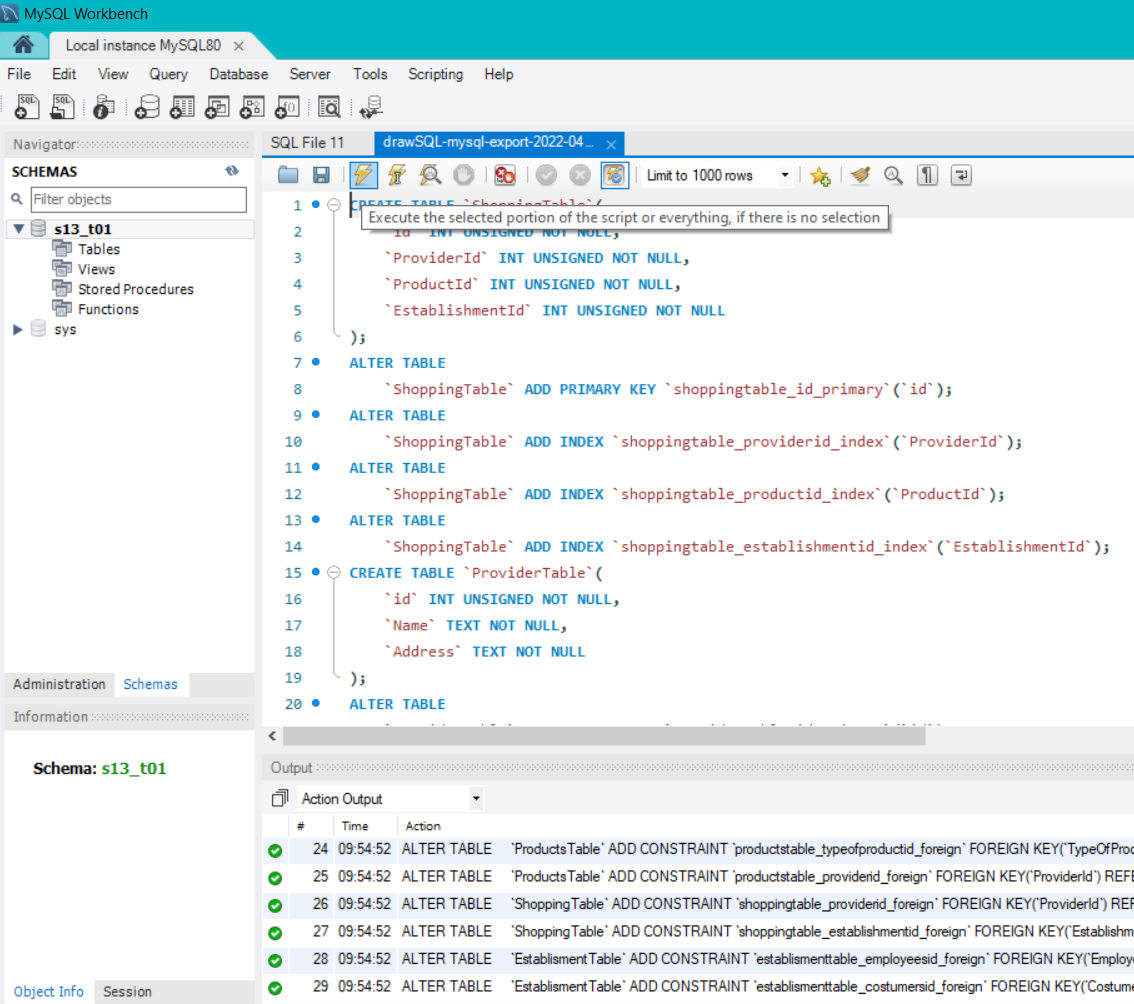 MySQL Workbench
Local instance MySQL80
File Edit View Query Database Server Tools Scripting Help
Navigator
SCHEMAS
Filter objects
s13_t01
Tables
Views
Stored Procedures
Functions
sys
Administration Schemas
Information
Schema: s13_t01
Object Info Session
SQL File 11 drawSQL-mysql-export-2022-04...
Limit to 1000 rows
Execute the selected portion of the script or everything, if there is no selection
1 CREATE TABLE `ShoppingTable`(
2 `id` INT UNSIGNED NOT NULL,
3 `ProviderId` INT UNSIGNED NOT NULL,
4 `ProductId` INT UNSIGNED NOT NULL,
5 `EstablishmentId` INT UNSIGNED NOT NULL
6 );
7 ALTER TABLE
8 `ShoppingTable` ADD PRIMARY KEY `shoppingtable_id_primary`(`id`);
9 ALTER TABLE
10 `ShoppingTable` ADD INDEX `shoppingtable_providerid_index`(`ProviderId`);
11 ALTER TABLE
12 `ShoppingTable` ADD INDEX `shoppingtable_productid_index`(`ProductId`);
13 ALTER TABLE
14 `ShoppingTable` ADD INDEX `shoppingtable_establishmentid_index`(`EstablishmentId`);
15 CREATE TABLE `ProviderTable`(
16 `id` INT UNSIGNED NOT NULL,
17 `Name` TEXT NOT NULL,
18 `Address` TEXT NOT NULL
19 );
20 ALTER TABLE
Output
Action Output
# Time Action
24 09:54:52 ALTER TABLE `ProductsTable` ADD CONSTRAINT `productstable_typeofproductid_foreign` FOREIGN KEY(`TypeOfProd
25 09:54:52 ALTER TABLE `ProductsTable` ADD CONSTRAINT `productstable_providerid_foreign` FOREIGN KEY(`ProviderId`) REFE
26 09:54:52 ALTER TABLE `ShoppingTable` ADD CONSTRAINT `shoppingtable_providerid_foreign` FOREIGN KEY(`ProviderId`) REF
27 09:54:52 ALTER TABLE `ShoppingTable` ADD CONSTRAINT `shoppingtable_establishmentid_foreign` FOREIGN KEY(`Establishm
28 09:54:52 ALTER TABLE `EstablismentTable` ADD CONSTRAINT `establismenttable_employeesid_foreign` FOREIGN KEY(`Employe
29 09:54:52 ALTER TABLE `EstablismentTable` ADD CONSTRAINT `establismenttable_costumersid_foreign` FOREIGN KEY(`Costume